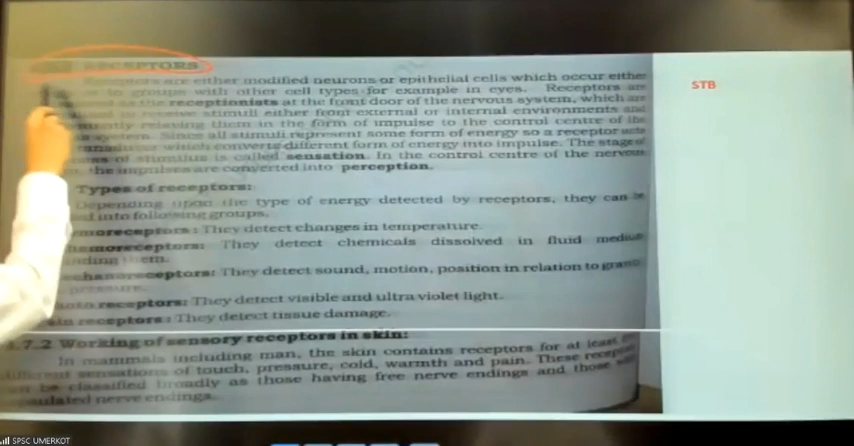 RECEPTORS
STB
Receptors are either modified neurons or epithelial cells which occur either
or in groups with other cell types for example in eyes. Receptors are
as the receptionists at the front door of the nervous system, which are
to receive stimuli either from external or internal environments and
relaying them in the form of impulse to the control centre of the
system. Since all stimuli represent some form of energy so a receptor acts
which converts different form of energy into impulse. The stage of
of stimulus is called sensation. In the control centre of the nervous
the impulses are converted into perception.
Types of receptors:
Depending upon the type of energy detected by receptors, they can be
into following groups.
moreceptors: They detect changes in temperature.
hemoreceptors: They detect chemicals dissolved in fluid medium
nding them.
chanoreceptors: They detect sound, motion, position in relation to
pressure.
receptors: They detect visible and ultra violet light.
receptors: They detect tissue damage.
.7.2 Working of sensory receptors in skin:
In mammals including man, the skin contains receptors for at least
different sensations of touch, pressure, cold, warmth and pain. These
an be classified broadly as those having free nerve endings and those
nerve endings.
SPSC UMERKOT